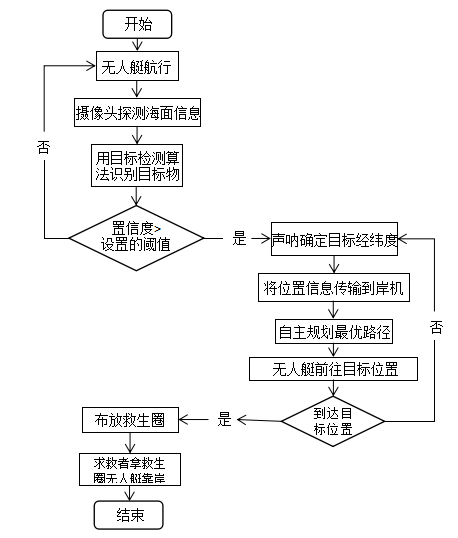 开始
无人艇航行
摄像头探测海面信息
否
用目标检测算
法识别目标物
置信度>
设置的阈值
是
声呐确定目标经纬度
将位置信息传输到岸机
自主规划最优路径
否
无人艇前往目标位置
到达目
标位置
是
布放救生圈
求救者拿救生
圈无人艇靠岸
结束